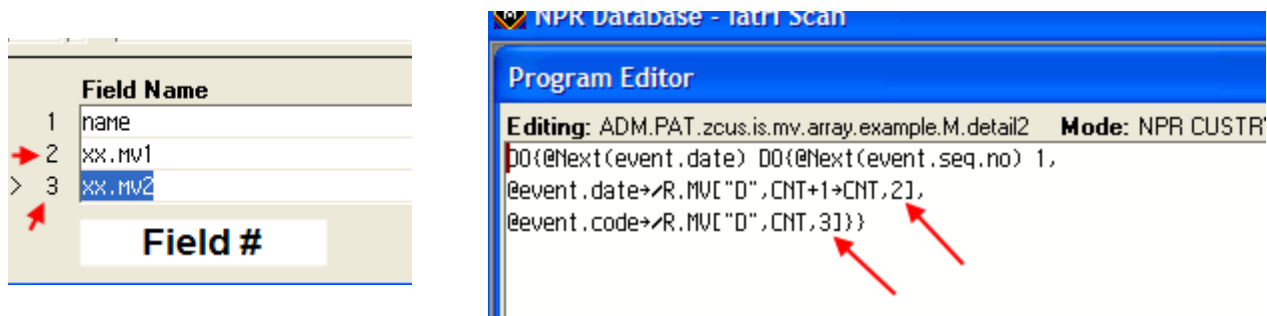 Field Name
1 name
2 xx.mv1
> 3 xx.mv2
Field #
NPR Database - Iatri Scan
Program Editor
Editing: ADM.PAT.zcus.is.mv.array.example.M.detail2 Mode: NPR CUSTR
DO{@Next(event.date) DO{@Next(event.seq.no) 1,
@event.date→/R.MV["D",CNT+1→CNT,2],
@event.code→/R.MV["D",CNT,3]}}